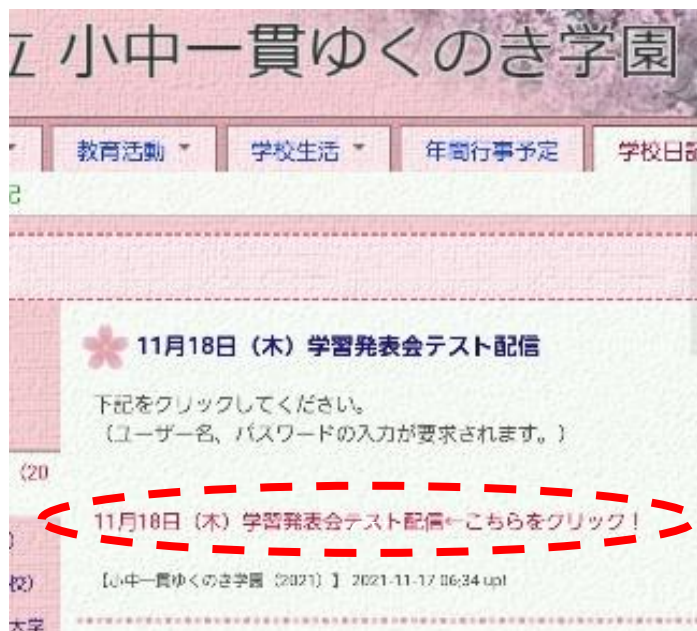 立 小中一貫ゆくのき学園
教育活動 学校生活 年間行事予定 学校日記
記
11月18日（木）学習発表会テスト配信
下記をクリックしてください。
（ユーザー名、パスワードの入力が要求されます。）
（20
11月18日（木）学習発表会テスト配信←こちらをクリック！
【小中一貫ゆくのき学園（2021）】 2021-11-17 06:34 up!